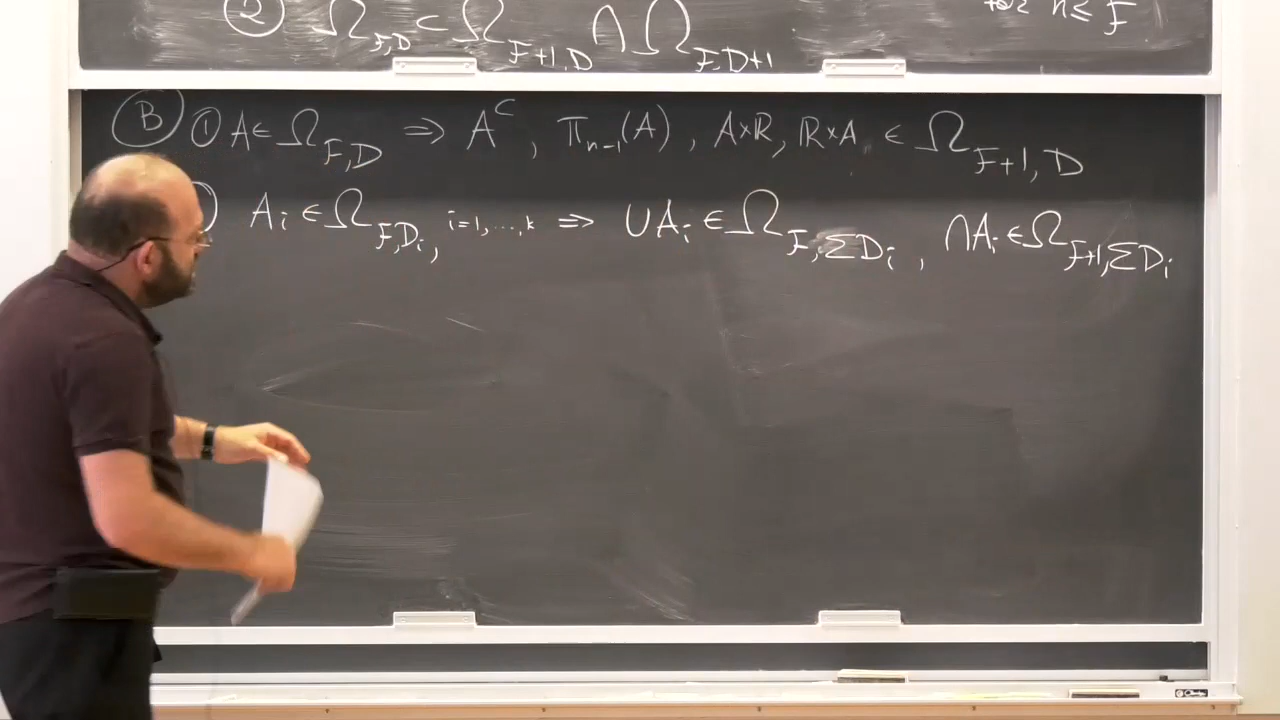 ② Ω_{F,D} ⊂ Ω_{F+1,D} ∩ Ω_{F,D+1}
for n ≤ F
Ⓑ ① A ∈ Ω_{F,D} ⇒ A^c, π_{n-1}(A), A×ℝ, ℝ×A ∈ Ω_{F+1,D}
A_i ∈ Ω_{F,D_i}, i=1,...,k ⇒ ∪A_i ∈ Ω_{F,ΣD_i}, ∩A_i ∈ Ω_{F+1,ΣD_i}